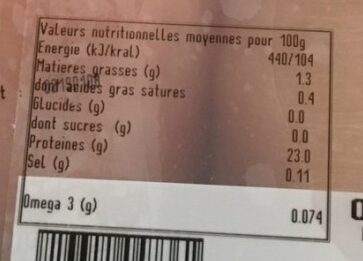 Valeurs nutritionnelles moyennes pour 100g
Energie (kJ/kcal) 440/104
Matieres grasses (g) 1.3
dont acides gras satures 0.4
Glucides (g) 0.0
dont sucres (g) 0.0
Proteines (g) 23.0
Sel (g) 0.11
Omega 3 (g) 0.074